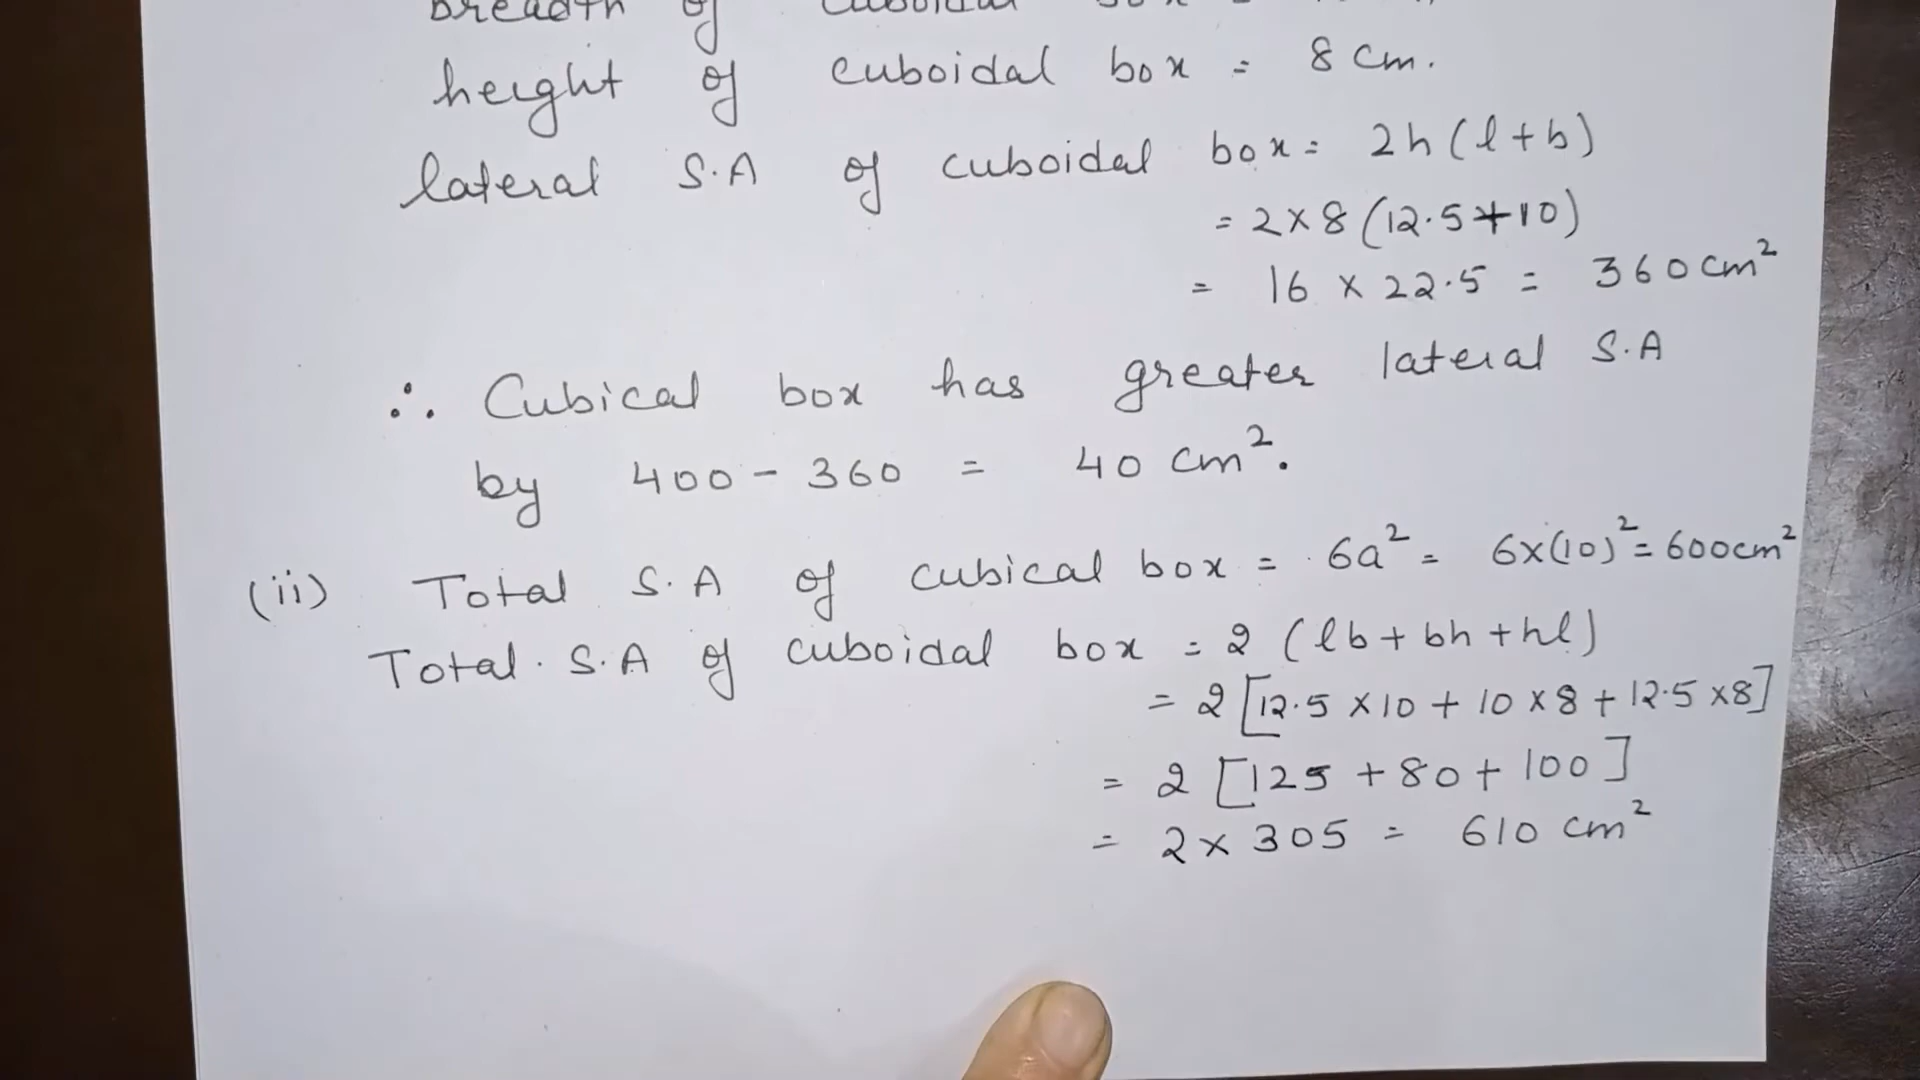 breadth of cuboidal
height of cuboidal box = 8 cm.
lateral S.A of cuboidal box = 2h (l+b)
= 2×8 (12.5+10)
= 16 × 22.5 = 360 cm²
∴ Cubical box has greater lateral S.A
by 400 - 360 = 40 cm².
(ii) Total S.A of cubical box = 6a² = 6×(10)² = 600cm²
Total S.A of cuboidal box = 2 (lb + bh + hl)
= 2 [12.5 × 10 + 10 × 8 + 12.5 × 8]
= 2 [125 + 80 + 100]
= 2 × 305 = 610 cm²